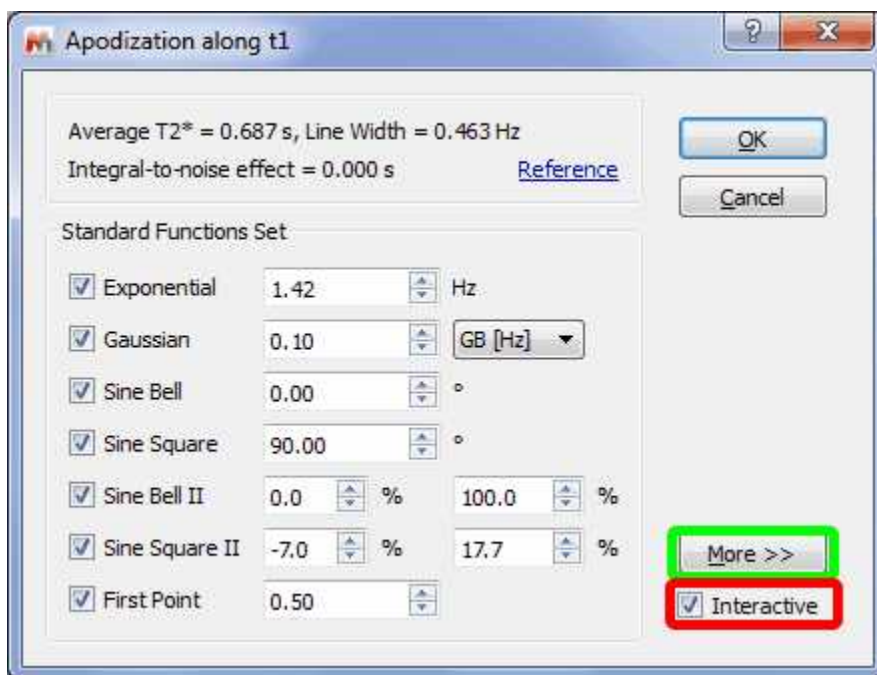 Apodization along t1
Average T2* = 0.687 s, Line Width = 0.463 Hz
Integral-to-noise effect = 0.000 s Reference
OK
Cancel
Standard Functions Set
Exponential 1.42 Hz
Gaussian 0.10 GB [Hz]
Sine Bell 0.00 °
Sine Square 90.00 °
Sine Bell II 0.0 % 100.0 %
Sine Square II -7.0 % 17.7 %
First Point 0.50
More >>
Interactive